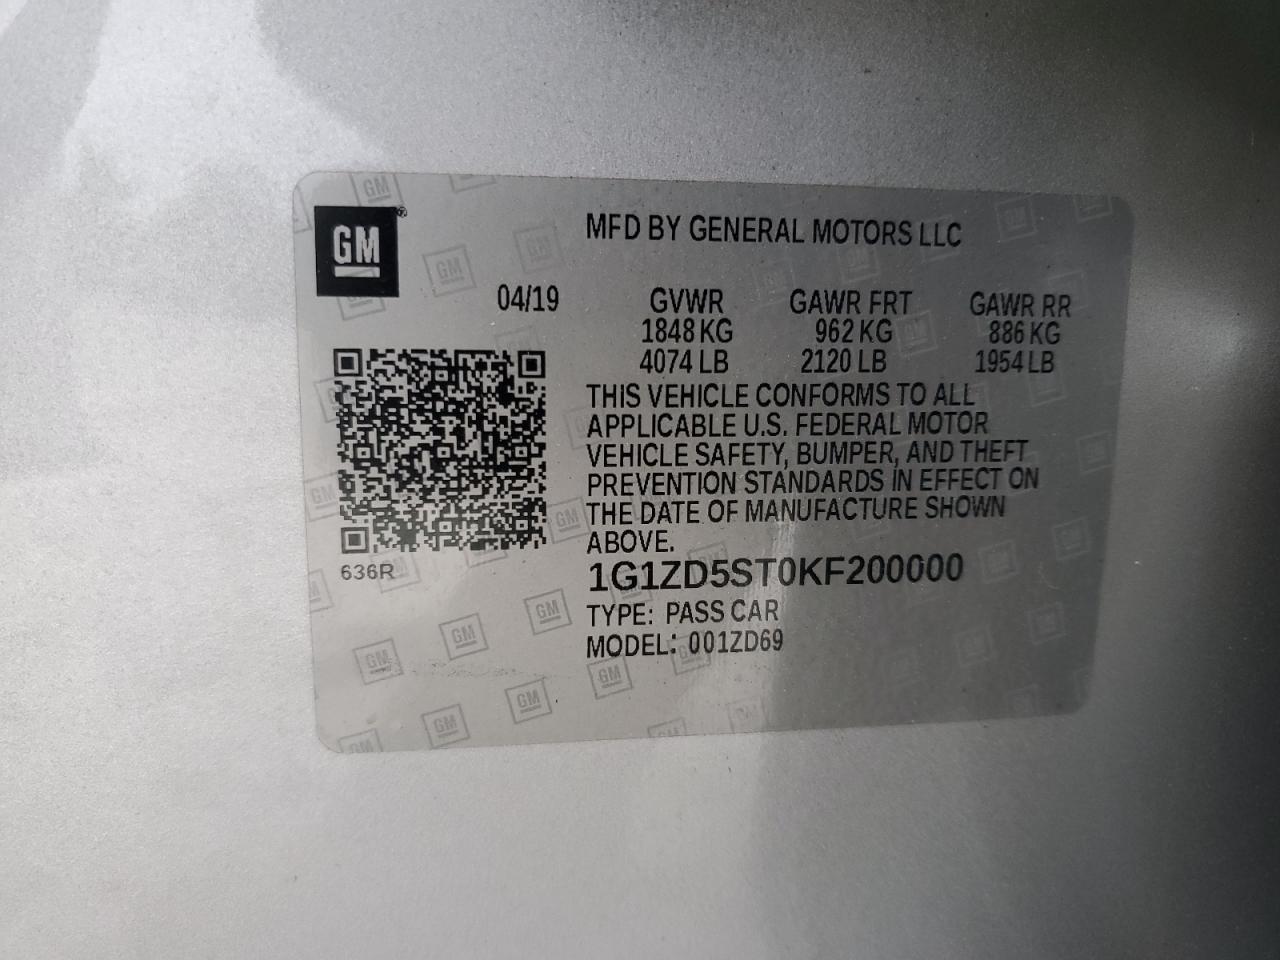 GM
MFD BY GENERAL MOTORS LLC
04/19
GVWR GAWR FRT GAWR RR
1848 KG 962 KG 886 KG
4074 LB 2120 LB 1954 LB
THIS VEHICLE CONFORMS TO ALL
APPLICABLE U.S. FEDERAL MOTOR
VEHICLE SAFETY, BUMPER, AND THEFT
PREVENTION STANDARDS IN EFFECT ON
THE DATE OF MANUFACTURE SHOWN
ABOVE.
636R
1G1ZD5ST0KF200000
TYPE: PASS CAR
MODEL: 001ZD69